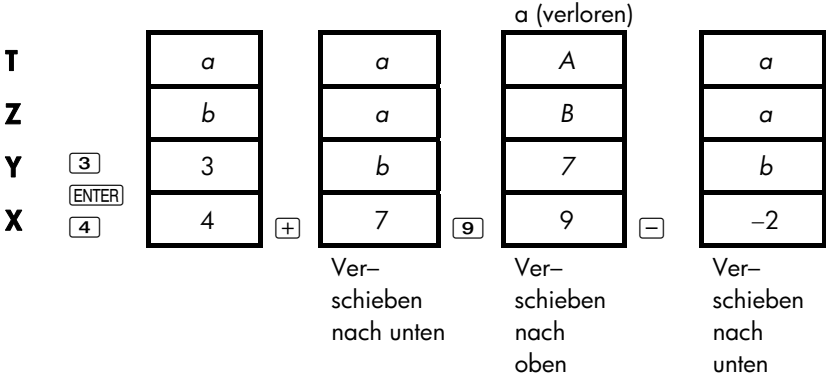 a (verloren)
T a a A a
Z b a B a
Y 3 3 b 7 b
ENTER
X 4 4 + 7 9 9 – –2
Ver– Ver– Ver–
schieben schieben schieben
nach unten nach nach
oben unten